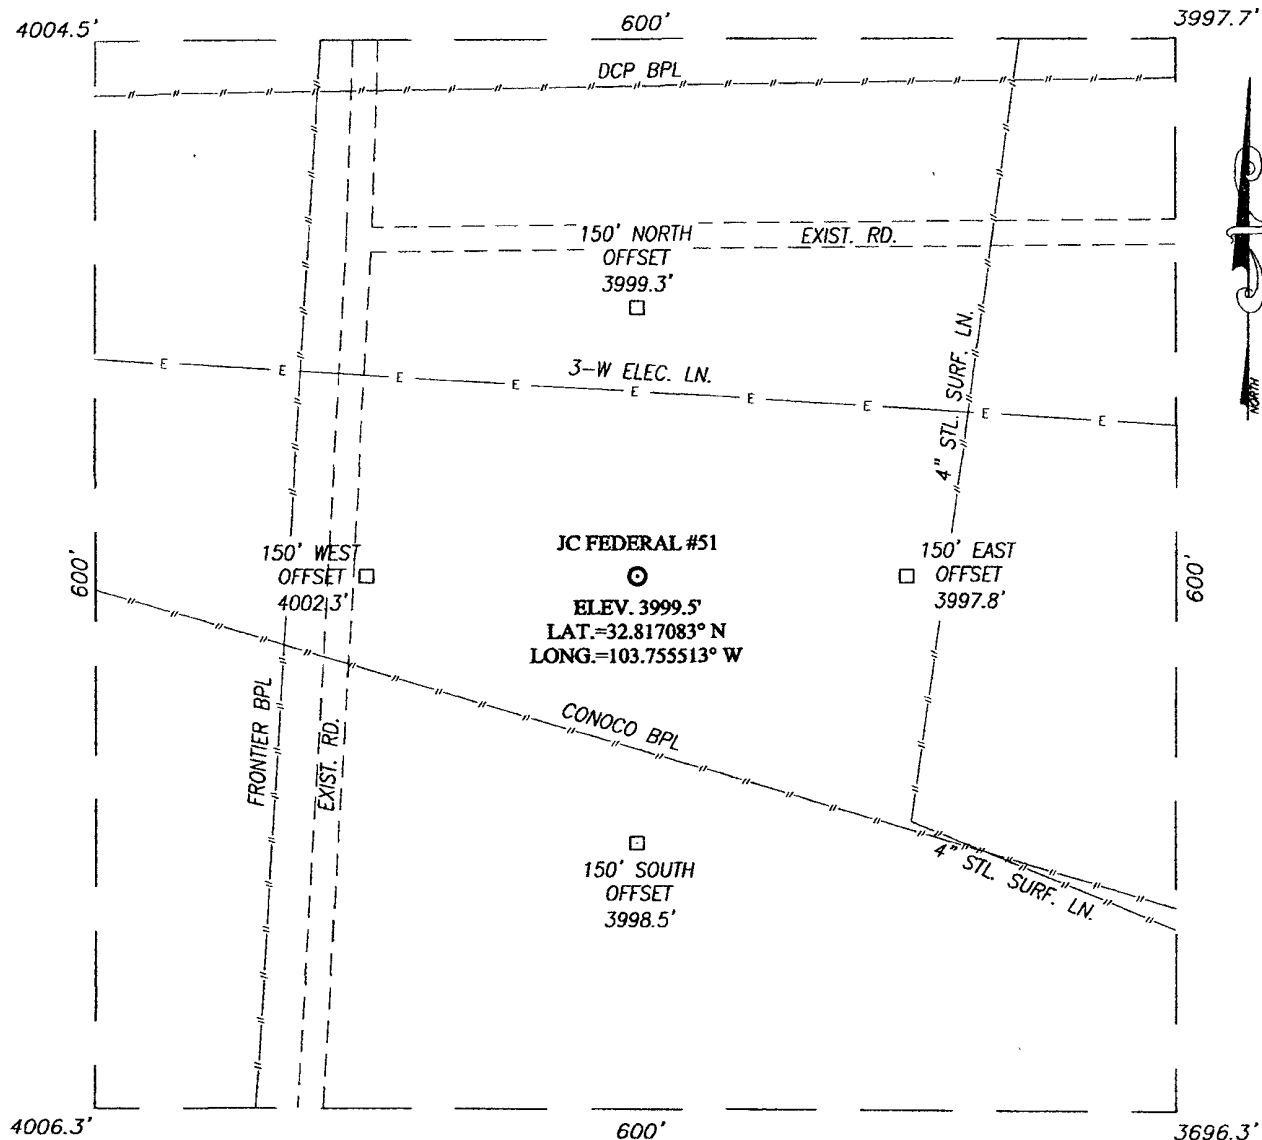 4004.5'
600'
3997.7'
DCP BPL
150' NORTH
OFFSET
3999.3'
EXIST. RD.
NORTH
3-W ELEC. LN.
4" STL. SURF. LN.
E E E E E E E E E
600'
150' WEST
OFFSET
4002.3'
JC FEDERAL #51
ELEV. 3999.5'
LAT.=32.817083° N
LONG.=103.755513° W
150' EAST
OFFSET
3997.8'
600'
FRONTIER BPL
EXIST. RD.
CONOCO BPL
4" STL. SURF. LN.
150' SOUTH
OFFSET
3998.5'
4006.3'
600'
3696.3'